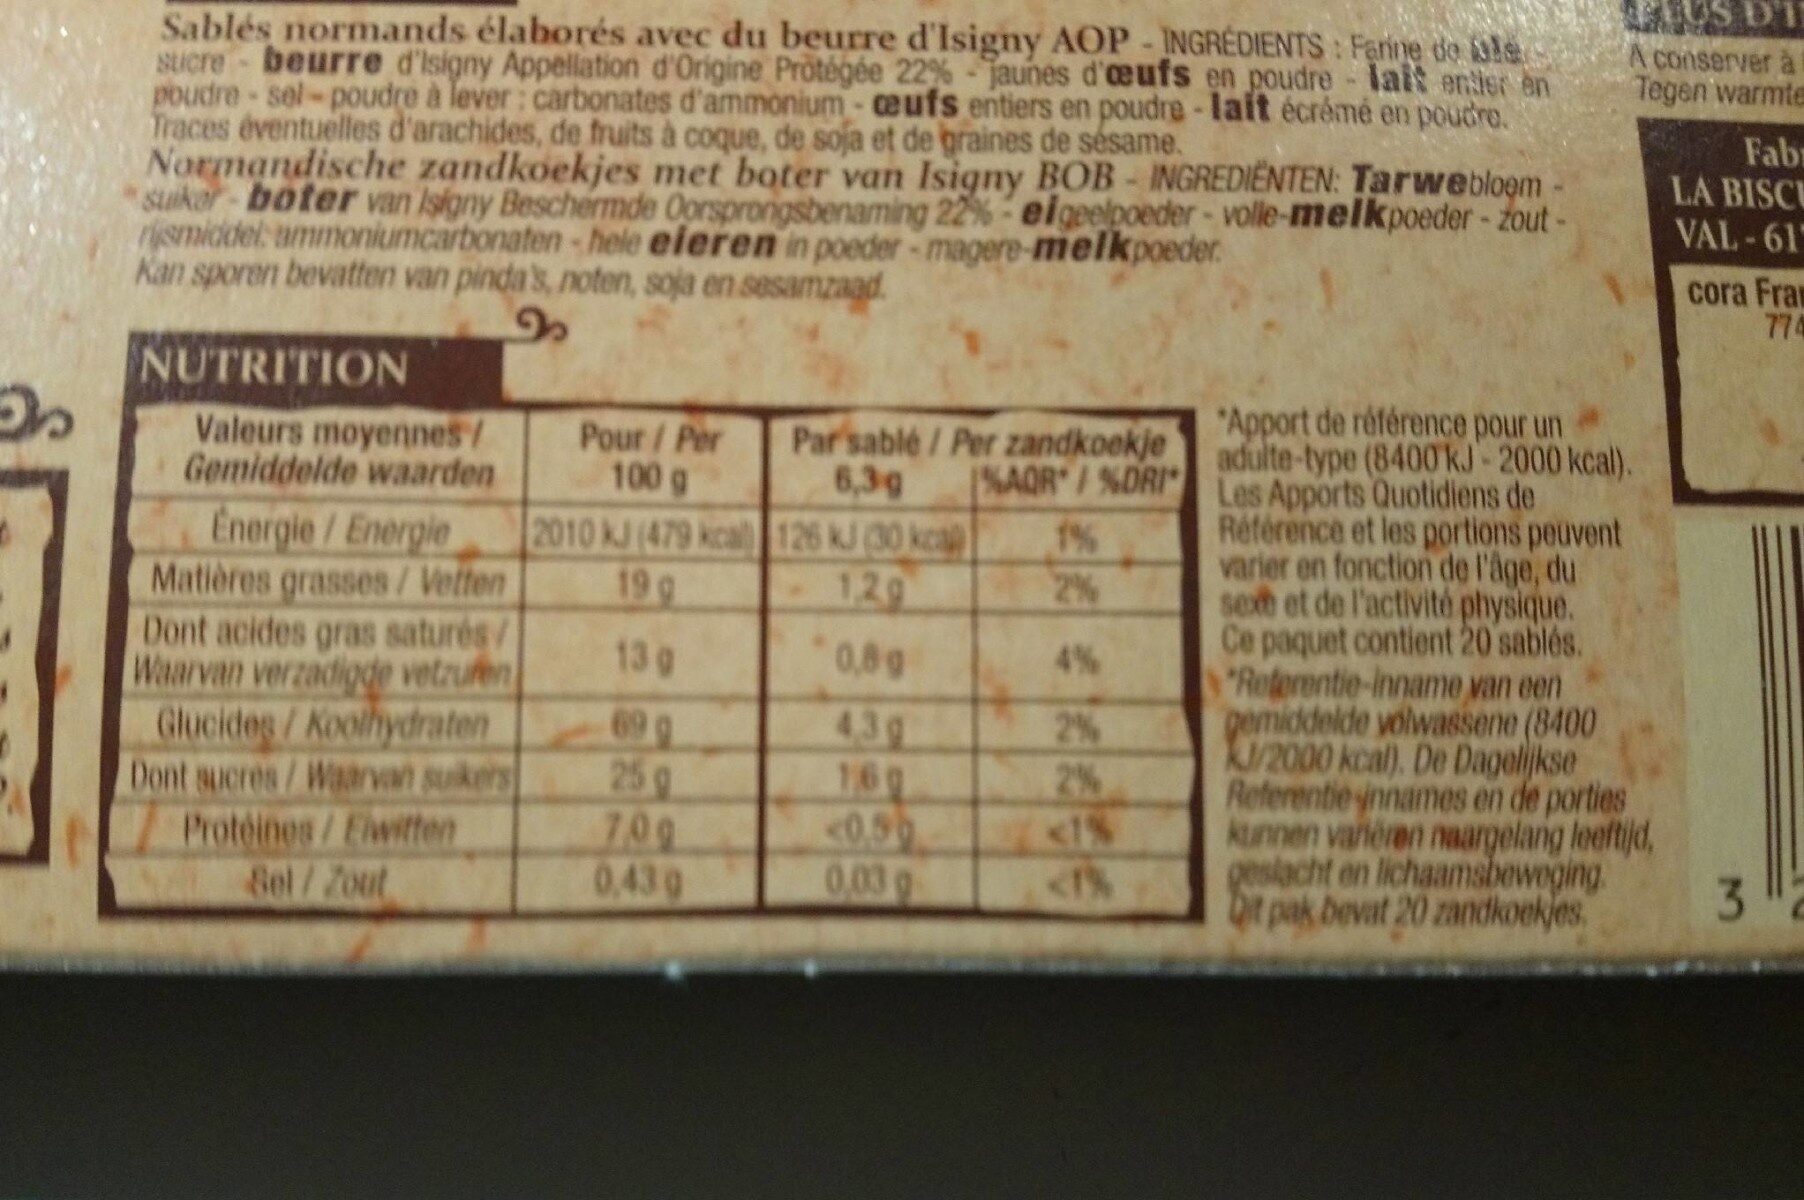 Sablés normands élaborés avec du beurre d'Isigny AOP - INGRÉDIENTS : Farine de blé -
sucre - beurre d'Isigny Appellation d'Origine Protégée 22% - jaunes d'œufs en poudre - lait entier en
poudre - sel - poudre à lever : carbonates d'ammonium - œufs entiers en poudre - lait écrémé en poudre.
Traces éventuelles d'arachides, de fruits à coque, de soja et de graines de sésame.
Normandische zandkoekjes met boter van Isigny BOB - INGREDIËNTEN: Tarwebloem -
suiker - boter van Isigny Beschermde Oorsprongsbenaming 22% - eigeelpoeder - volle-melkpoeder - zout -
rijsmiddel: ammoniumcarbonaten - hele eieren in poeder - magere-melkpoeder.
Kan sporen bevatten van pinda's, noten, soja en sesamzaad.
NUTRITION
Valeurs moyennes / Pour / Per Par sablé / Per zandkoekje
Gemiddelde waarden 100 g 6,3 g %AQR* / %DRI*
Énergie / Energie 2010 kJ (479 kcal) 126 kJ (30 kcal) 1%
Matières grasses / Vetten 19 g 1,2 g 2%
Dont acides gras saturés /
Waarvan verzadigde vetzuren 13 g 0,8 g 4%
Glucides / Koolhydraten 69 g 4,3 g 2%
Dont sucres / Waarvan suikers 25 g 1,6 g 2%
Protéines / Eiwitten 7,0 g <0,5 g <1%
Sel / Zout 0,43 g 0,03 g <1%
*Apport de référence pour un
adulte-type (8400 kJ - 2000 kcal).
Les Apports Quotidiens de
Référence et les portions peuvent
varier en fonction de l'âge, du
sexe et de l'activité physique.
Ce paquet contient 20 sablés.
*Referentie-inname van een
gemiddelde volwassene (8400
kJ/2000 kcal). De Dagelijkse
Referentie-innames en de porties
kunnen variëren naargelang leeftijd,
geslacht en lichaamsbeweging.
Dit pak bevat 20 zandkoekjes.
PLUS D'I
A conserver à
Tegen warmte
Fab
LA BISCU
VAL - 61
cora Fran
774
3